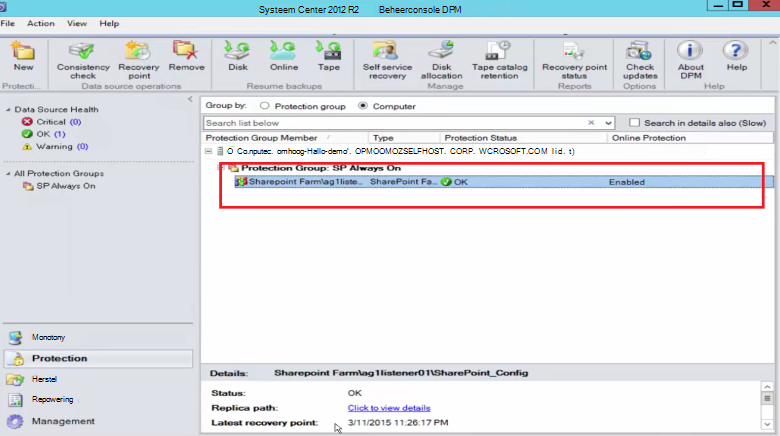 Systeem Center 2012 R2 Beheerconsole DPM
File Action View Help
New Consistency check Recovery point Remove Disk Online Tape Self service recovery Disk allocation Tape catalog retention Recovery point status Check updates About DPM Help
Protecti... Data source operations Resume backups Manage Reports Options Help
Data Source Health
Critical (0)
OK (1)
Warning (0)
All Protection Groups
SP Always On
Group by: Protection group Computer
Search list below Search in details also (Slow)
Protection Group Member / Type Protection Status Online Protection
O Co.nputec. omhoog-Hallo-demo'. OPMOOMOZSELFHOST. CORP. WCROSOFT.COM lid. t)
Protection Group: SP Always On
Sharepoint Farm\ag1liste... SharePoint Fa... OK Enabled
Monotony
Protection
Herstel
Repowering
Management
Details: Sharepoint Farm\ag1listener01\SharePoint_Config
Status: OK
Replica path: Click to view details
Latest recovery point: 3/11/2015 11:26:17 PM